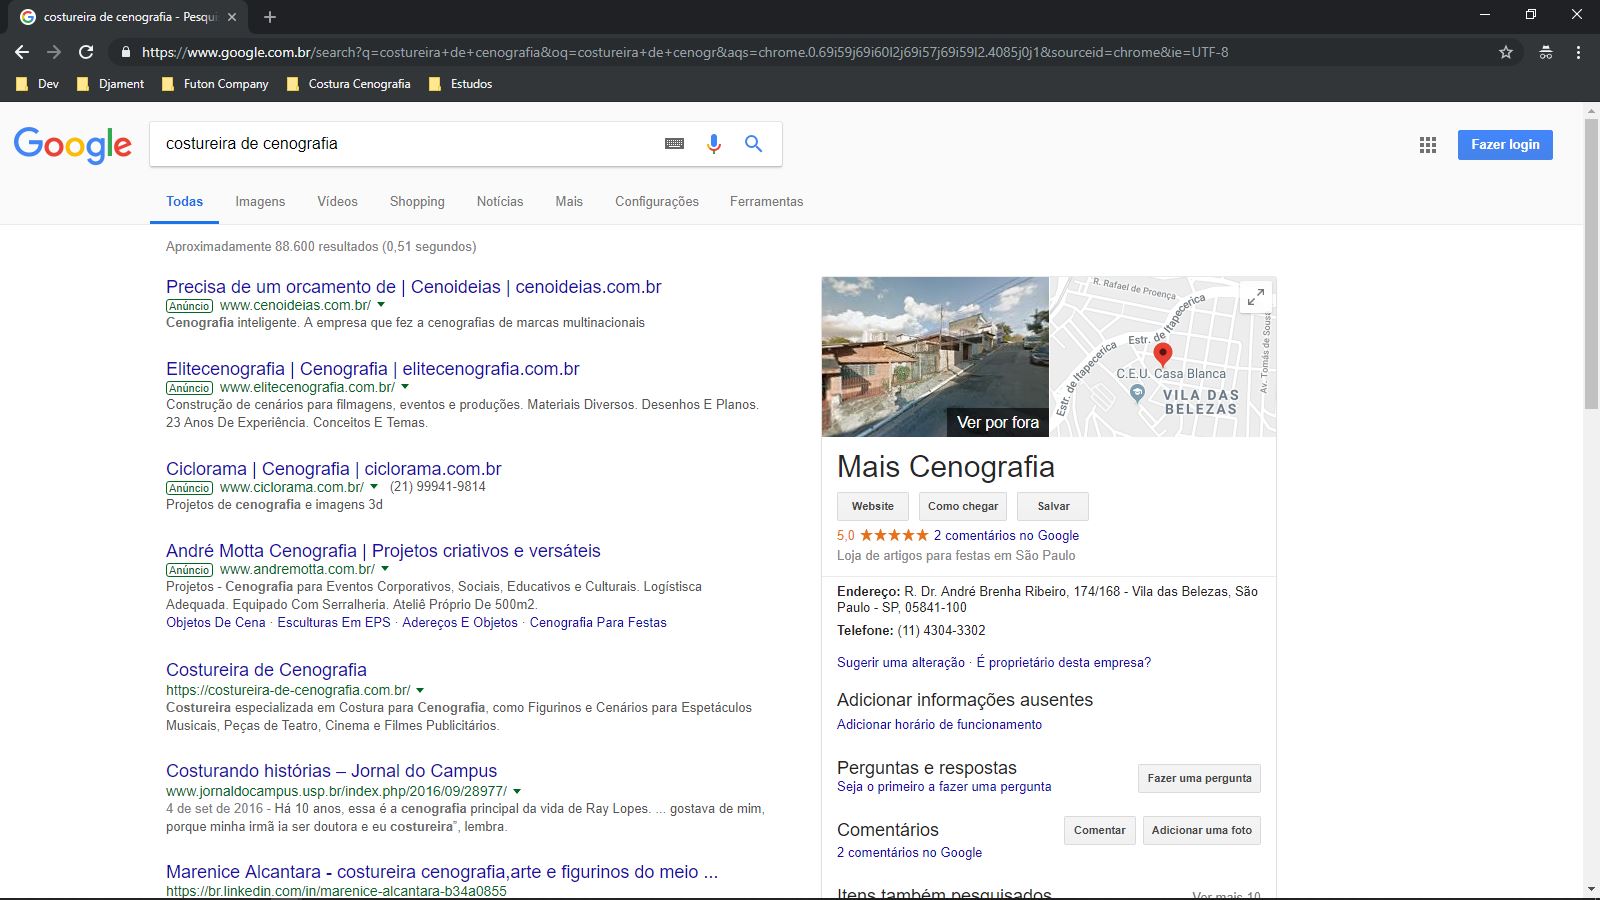 costureira de cenografia - Pesqui
https://www.google.com.br/search?q=costureira+de+cenografia&oq=costureira+de+cenogr&aqs=chrome.0.69i59j69i60l2j69i57j69i59l2.4085j0j1&sourceid=chrome&ie=UTF-8
Dev Djament Futon Company Costura Cenografia Estudos
Google
costureira de cenografia
Fazer login
Todas Imagens Vídeos Shopping Notícias Mais Configurações Ferramentas
Aproximadamente 88.600 resultados (0,51 segundos)
Precisa de um orcamento de | Cenoideias | cenoideias.com.br
Anúncio www.cenoideias.com.br/
Cenografia inteligente. A empresa que fez a cenografias de marcas multinacionais
Elitecenografia | Cenografia | elitecenografia.com.br
Anúncio www.elitecenografia.com.br/
Construção de cenários para filmagens, eventos e produções. Materiais Diversos. Desenhos E Planos.
23 Anos De Experiência. Conceitos E Temas.
Ciclorama | Cenografia | ciclorama.com.br
Anúncio www.ciclorama.com.br/ (21) 99941-9814
Projetos de cenografia e imagens 3d
André Motta Cenografia | Projetos criativos e versáteis
Anúncio www.andremotta.com.br/
Projetos - Cenografia para Eventos Corporativos, Sociais, Educativos e Culturais. Logístisca
Adequada. Equipado Com Serralheria. Ateliê Próprio De 500m2.
Objetos De Cena · Esculturas Em EPS · Adereços E Objetos · Cenografia Para Festas
Costureira de Cenografia
https://costureira-de-cenografia.com.br/
Costureira especializada em Costura para Cenografia, como Figurinos e Cenários para Espetáculos
Musicais, Peças de Teatro, Cinema e Filmes Publicitários.
Costurando histórias – Jornal do Campus
www.jornaldocampus.usp.br/index.php/2016/09/28977/
4 de set de 2016 - Há 10 anos, essa é a cenografia principal da vida de Ray Lopes. ... gostava de mim,
porque minha irmã ia ser doutora e eu costureira”, lembra.
Marenice Alcantara - costureira cenografia,arte e figurinos do meio ...
https://br.linkedin.com/in/marenice-alcantara-b34a0855
Ver por fora
R. Rafael de Proença,
Estr. de Itapecerica
Estr. de Itapecerica
C.E.U. Casa Blanca
VILA DAS
BELEZAS
Av. Tomás de Sousa
Mais Cenografia
Website Como chegar Salvar
5,0 2 comentários no Google
Loja de artigos para festas em São Paulo
Endereço: R. Dr. André Brenha Ribeiro, 174/168 - Vila das Belezas, São
Paulo - SP, 05841-100
Telefone: (11) 4304-3302
Sugerir uma alteração · É proprietário desta empresa?
Adicionar informações ausentes
Adicionar horário de funcionamento
Perguntas e respostas
Seja o primeiro a fazer uma pergunta
Fazer uma pergunta
Comentários
2 comentários no Google
Comentar Adicionar uma foto
Itens também pesquisados Ver mais 10